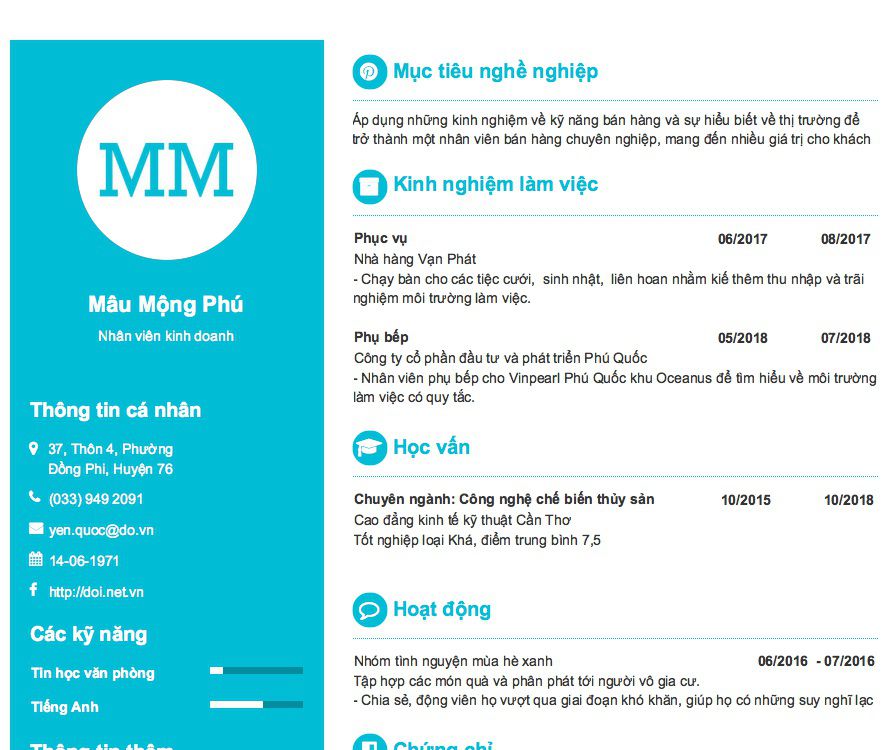 MM
Mâu Mộng Phú
Nhân viên kinh doanh
Thông tin cá nhân
37, Thôn 4, Phường
Đồng Phi, Huyện 76
(033) 949 2091
yen.quoc@do.vn
14-06-1971
http://doi.net.vn
Các kỹ năng
Tin học văn phòng
Tiếng Anh
Thông tin thêm
Mục tiêu nghề nghiệp
Áp dụng những kinh nghiệm về kỹ năng bán hàng và sự hiểu biết về thị trường để
trở thành một nhân viên bán hàng chuyên nghiệp, mang đến nhiều giá trị cho khách
Kinh nghiệm làm việc
Phục vụ 06/2017 08/2017
Nhà hàng Vạn Phát
- Chạy bàn cho các tiệc cưới, sinh nhật, liên hoan nhằm kiế thêm thu nhập và trãi
nghiệm môi trường làm việc.
Phụ bếp 05/2018 07/2018
Công ty cổ phần đầu tư và phát triển Phú Quốc
- Nhân viên phụ bếp cho Vinpearl Phú Quốc khu Oceanus để tìm hiểu về môi trường
làm việc có quy tắc.
Học vấn
Chuyên ngành: Công nghệ chế biến thủy sản 10/2015 10/2018
Cao đẳng kinh tế kỹ thuật Cần Thơ
Tốt nghiệp loại Khá, điểm trung bình 7,5
Hoạt động
Nhóm tình nguyện mùa hè xanh 06/2016 - 07/2016
Tập hợp các món quà và phân phát tới người vô gia cư.
- Chia sẻ, động viên họ vượt qua giai đoạn khó khăn, giúp họ có những suy nghĩ lạc
Chứng chỉ